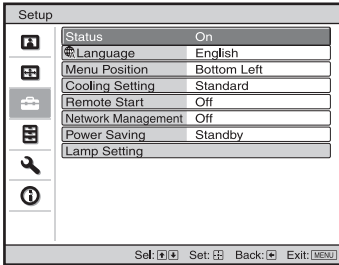 Setup
Status On
Language English
Menu Position Bottom Left
Cooling Setting Standard
Remote Start Off
Network Management Off
Power Saving Standby
Lamp Setting
Sel: Set: Back: Exit: MENU